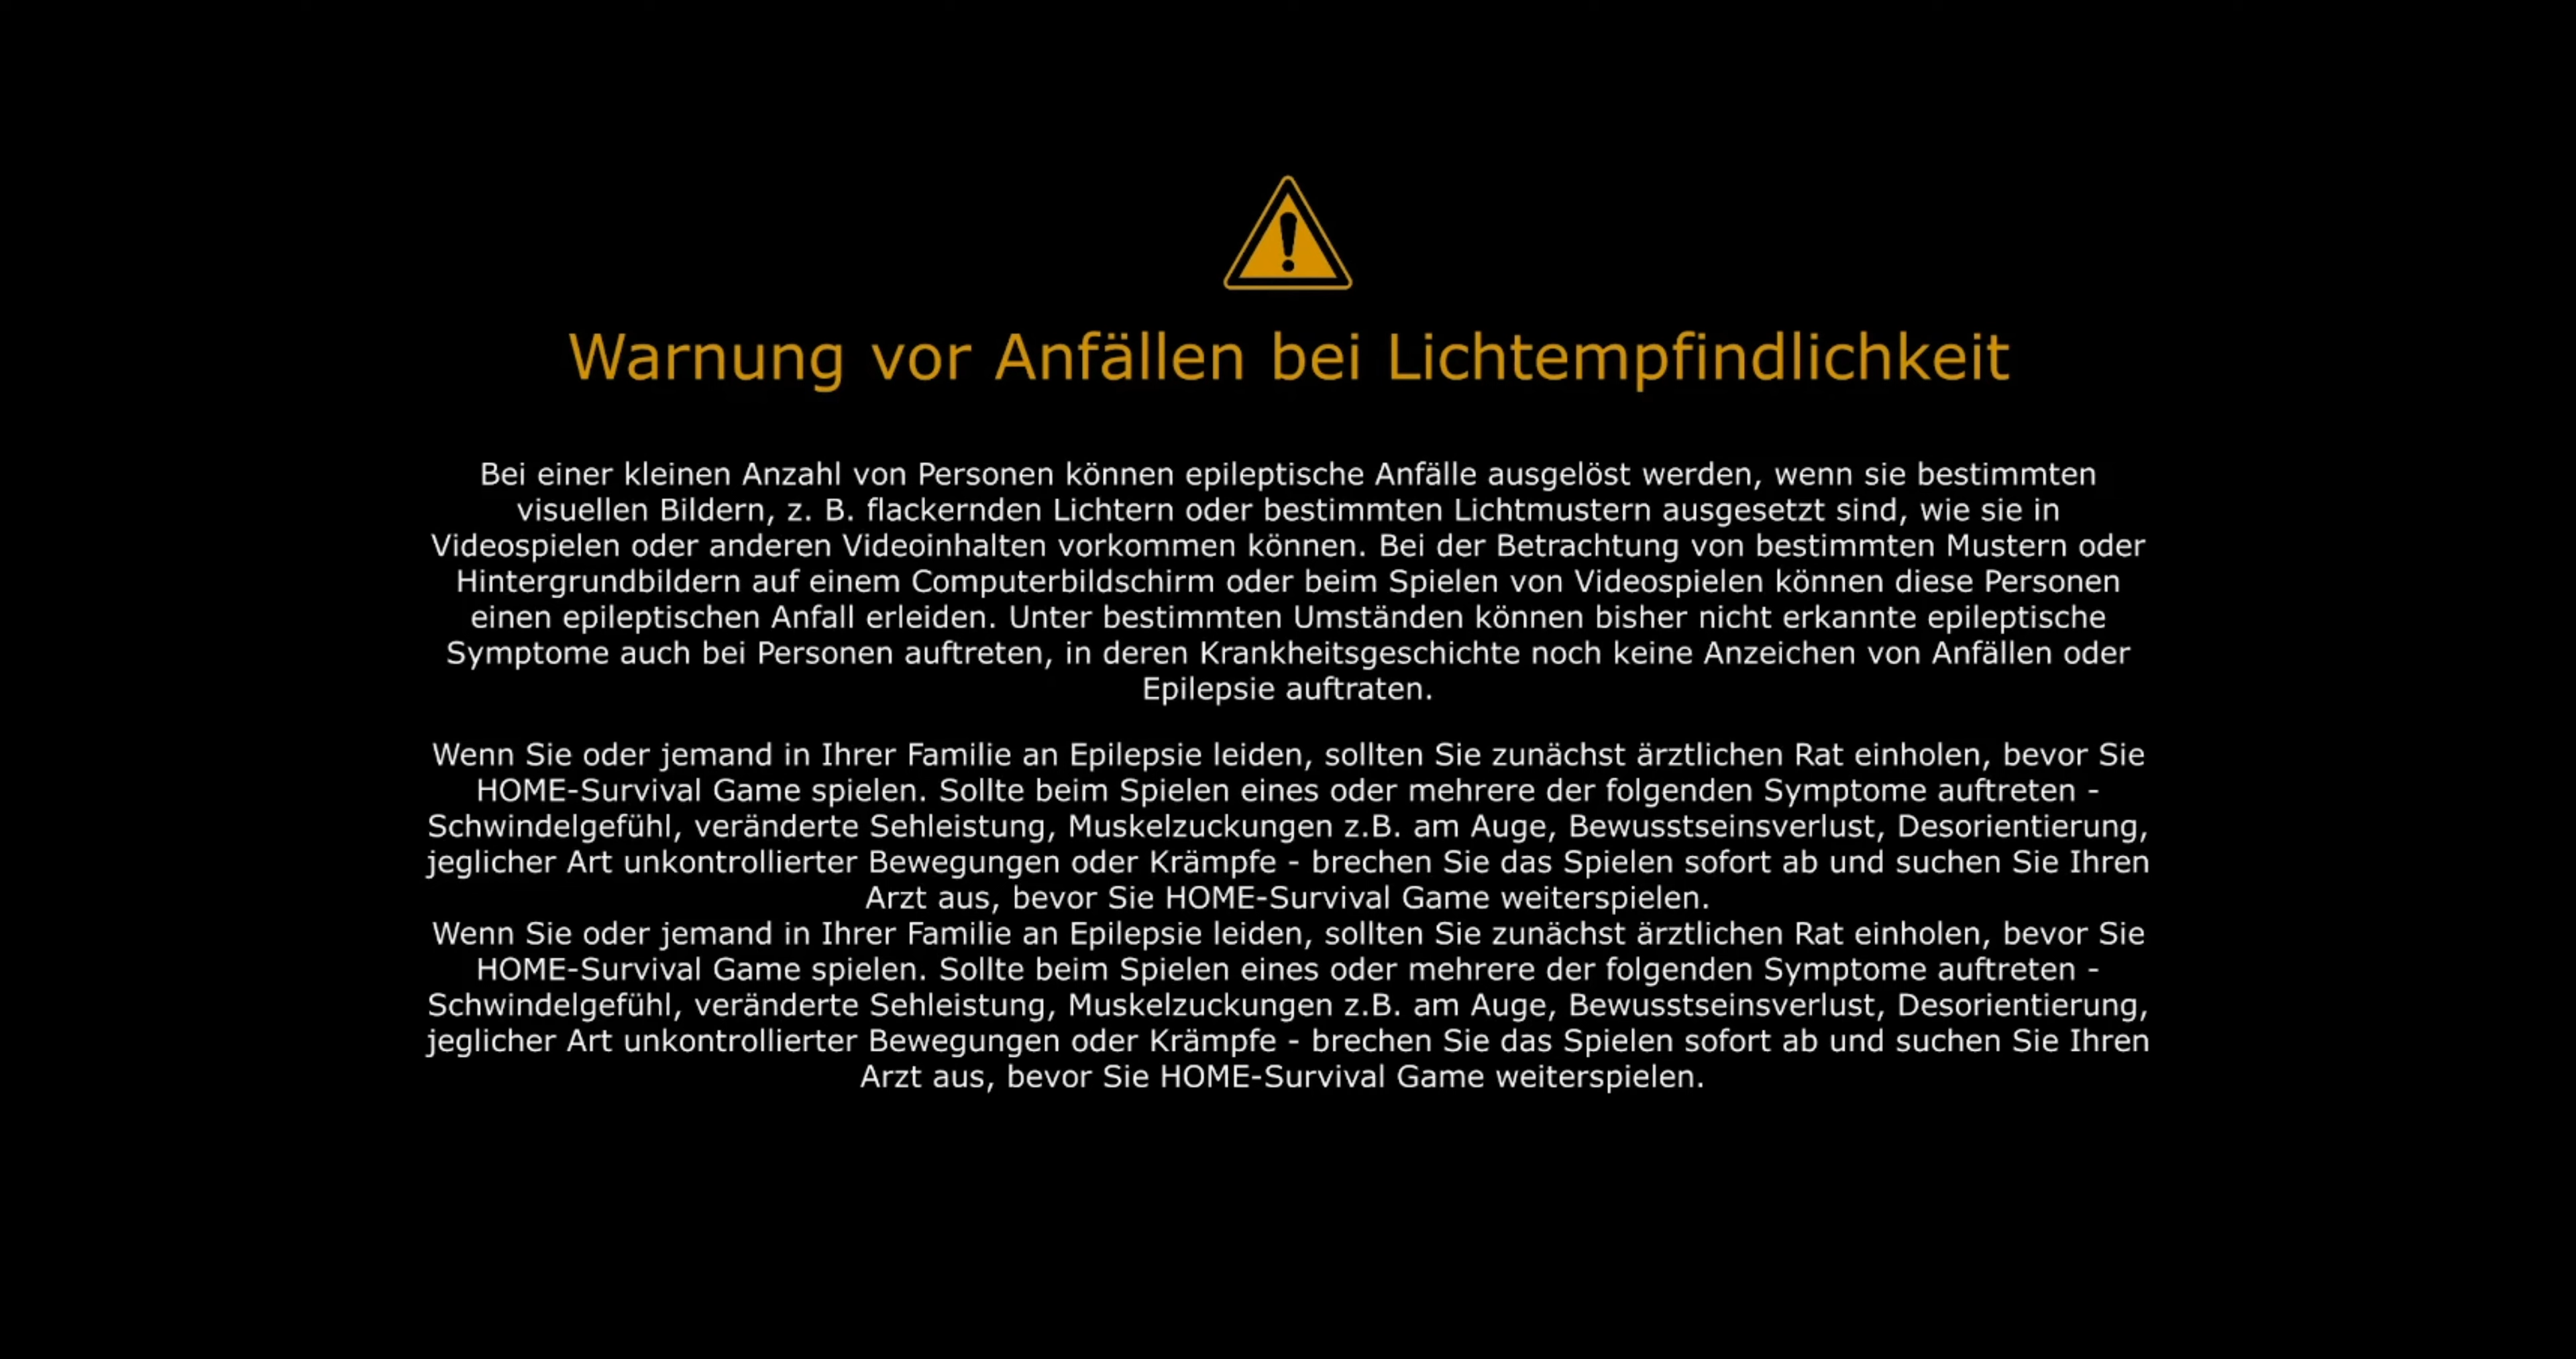 Warnung vor Anfällen bei Lichtempfindlichkeit
Bei einer kleinen Anzahl von Personen können epileptische Anfälle ausgelöst werden, wenn sie bestimmten
visuellen Bildern, z. B. flackernden Lichtern oder bestimmten Lichtmustern ausgesetzt sind, wie sie in
Videospielen oder anderen Videoinhalten vorkommen können. Bei der Betrachtung von bestimmten Mustern oder
Hintergrundbildern auf einem Computerbildschirm oder beim Spielen von Videospielen können diese Personen
einen epileptischen Anfall erleiden. Unter bestimmten Umständen können bisher nicht erkannte epileptische
Symptome auch bei Personen auftreten, in deren Krankheitsgeschichte noch keine Anzeichen von Anfällen oder
Epilepsie auftraten.
Wenn Sie oder jemand in Ihrer Familie an Epilepsie leiden, sollten Sie zunächst ärztlichen Rat einholen, bevor Sie
HOME-Survival Game spielen. Sollte beim Spielen eines oder mehrere der folgenden Symptome auftreten -
Schwindelgefühl, veränderte Sehleistung, Muskelzuckungen z.B. am Auge, Bewusstseinsverlust, Desorientierung,
jeglicher Art unkontrollierter Bewegungen oder Krämpfe - brechen Sie das Spielen sofort ab und suchen Sie Ihren
Arzt aus, bevor Sie HOME-Survival Game weiterspielen.
Wenn Sie oder jemand in Ihrer Familie an Epilepsie leiden, sollten Sie zunächst ärztlichen Rat einholen, bevor Sie
HOME-Survival Game spielen. Sollte beim Spielen eines oder mehrere der folgenden Symptome auftreten -
Schwindelgefühl, veränderte Sehleistung, Muskelzuckungen z.B. am Auge, Bewusstseinsverlust, Desorientierung,
jeglicher Art unkontrollierter Bewegungen oder Krämpfe - brechen Sie das Spielen sofort ab und suchen Sie Ihren
Arzt aus, bevor Sie HOME-Survival Game weiterspielen.